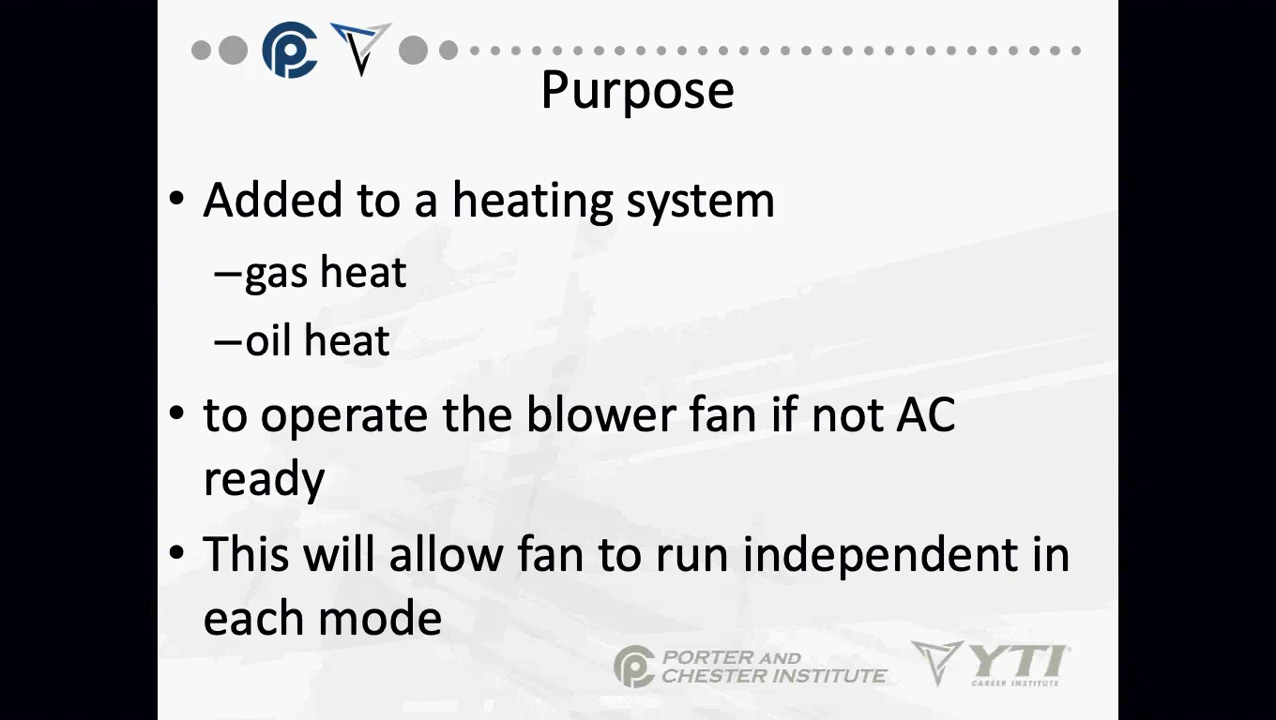 Purpose
• Added to a heating system
–gas heat
–oil heat
• to operate the blower fan if not AC
ready
• This will allow fan to run independent in
each mode
PORTER AND
CHESTER INSTITUTE
YTI
CAREER INSTITUTE